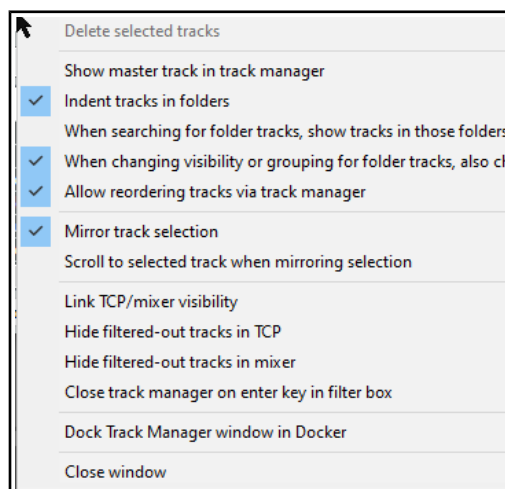 Delete selected tracks
Show master track in track manager
Indent tracks in folders
When searching for folder tracks, show tracks in those folders
When changing visibility or grouping for folder tracks, also
Allow reordering tracks via track manager
Mirror track selection
Scroll to selected track when mirroring selection
Link TCP/mixer visibility
Hide filtered-out tracks in TCP
Hide filtered-out tracks in mixer
Close track manager on enter key in filter box
Dock Track Manager window in Docker
Close window